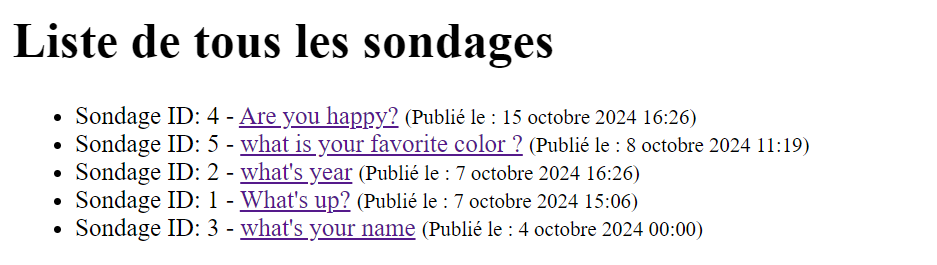 Liste de tous les sondages
Sondage ID: 4 - Are you happy? (Publié le : 15 octobre 2024 16:26)
Sondage ID: 5 - what is your favorite color ? (Publié le : 8 octobre 2024 11:19)
Sondage ID: 2 - what's year (Publié le : 7 octobre 2024 16:26)
Sondage ID: 1 - What's up? (Publié le : 7 octobre 2024 15:06)
Sondage ID: 3 - what's your name (Publié le : 4 octobre 2024 00:00)